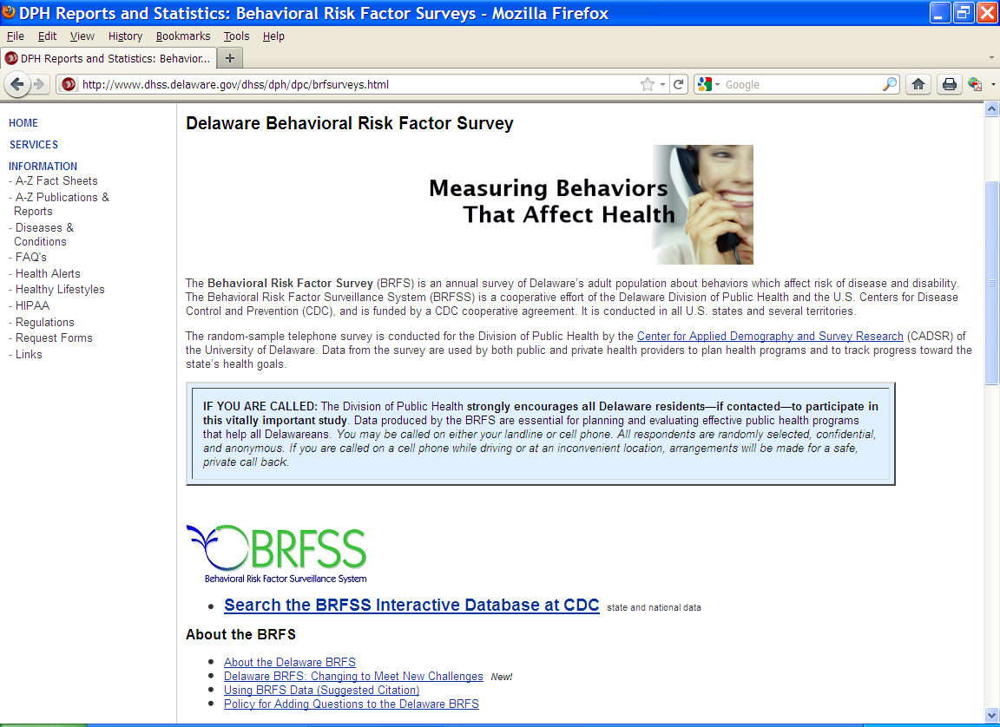 DPH Reports and Statistics: Behavioral Risk Factor Surveys - Mozilla Firefox
File Edit View History Bookmarks Tools Help
DPH Reports and Statistics: Behavior...
http://www.dhss.delaware.gov/dhss/dph/dpc/brfsurveys.html
Google
HOME
SERVICES
INFORMATION
- A-Z Fact Sheets
- A-Z Publications &
Reports
- Diseases &
Conditions
- FAQ's
- Health Alerts
- Healthy Lifestyles
- HIPAA
- Regulations
- Request Forms
- Links
Delaware Behavioral Risk Factor Survey
Measuring Behaviors
That Affect Health
The Behavioral Risk Factor Survey (BRFS) is an annual survey of Delaware's adult population about behaviors which affect risk of disease and disability.
The Behavioral Risk Factor Surveillance System (BRFSS) is a cooperative effort of the Delaware Division of Public Health and the U.S. Centers for Disease
Control and Prevention (CDC), and is funded by a CDC cooperative agreement. It is conducted in all U.S. states and several territories.
The random-sample telephone survey is conducted for the Division of Public Health by the Center for Applied Demography and Survey Research (CADSR) of
the University of Delaware. Data from the survey are used by both public and private health providers to plan health programs and to track progress toward the
state's health goals.
IF YOU ARE CALLED: The Division of Public Health strongly encourages all Delaware residents—if contacted—to participate in
this vitally important study. Data produced by the BRFS are essential for planning and evaluating effective public health programs
that help all Delawareans. You may be called on either your landline or cell phone. All respondents are randomly selected, confidential,
and anonymous. If you are called on a cell phone while driving or at an inconvenient location, arrangements will be made for a safe,
private call back.
BRFSS
Behavioral Risk Factor Surveillance System
• Search the BRFSS Interactive Database at CDC state and national data
About the BRFS
• About the Delaware BRFS
• Delaware BRFS: Changing to Meet New Challenges New!
• Using BRFS Data (Suggested Citation)
• Policy for Adding Questions to the Delaware BRFS